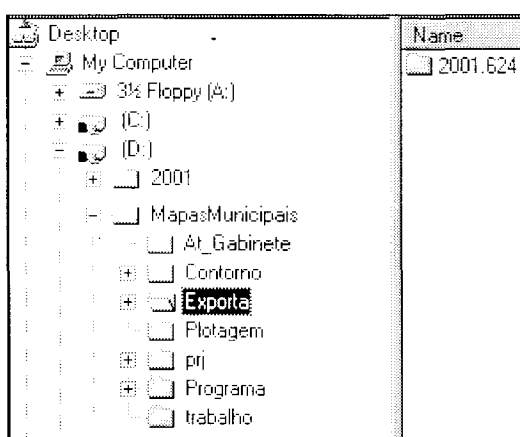 Desktop
My Computer
3½ Floppy (A:)
(C:)
(D:)
2001
MapasMunicipais
At_Gabinete
Contorno
Exporta
Plotagem
prj
Programa
trabalho
Name
2001.624